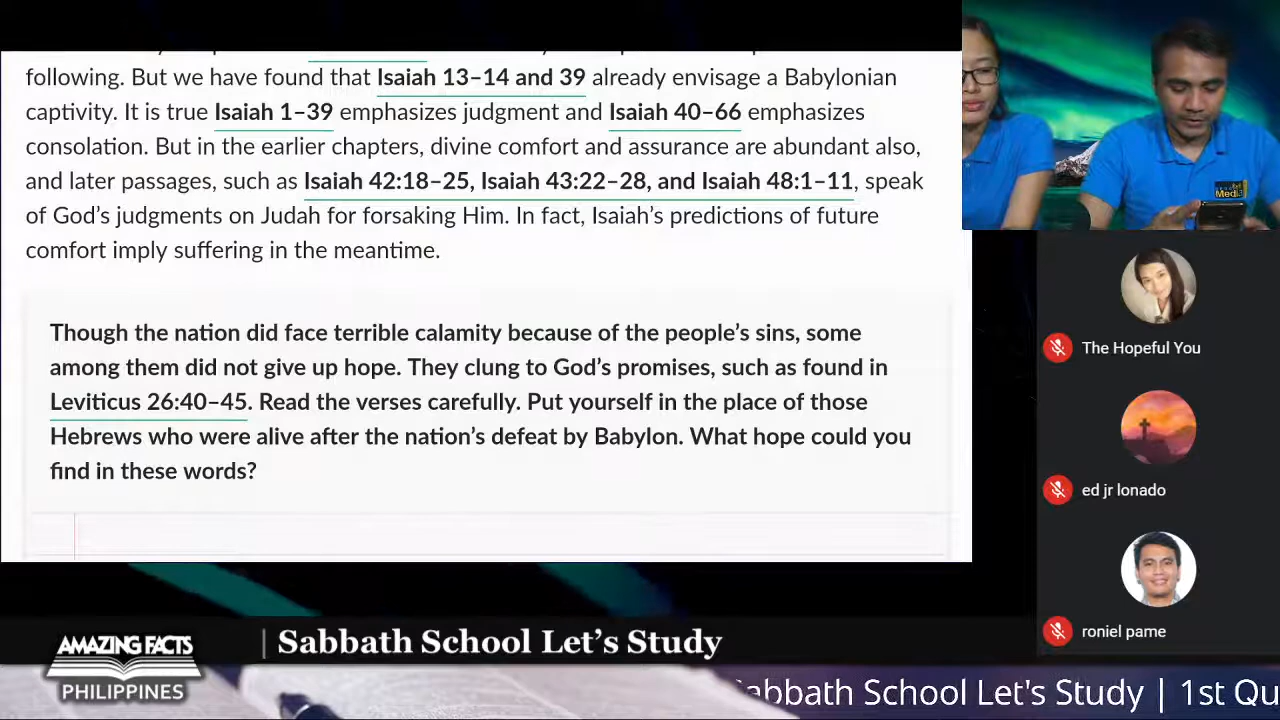 following. But we have found that Isaiah 13–14 and 39 already envisage a Babylonian
captivity. It is true Isaiah 1–39 emphasizes judgment and Isaiah 40–66 emphasizes
consolation. But in the earlier chapters, divine comfort and assurance are abundant also,
and later passages, such as Isaiah 42:18–25, Isaiah 43:22–28, and Isaiah 48:1–11, speak
of God’s judgments on Judah for forsaking Him. In fact, Isaiah’s predictions of future
comfort imply suffering in the meantime.
Though the nation did face terrible calamity because of the people’s sins, some
among them did not give up hope. They clung to God’s promises, such as found in
Leviticus 26:40–45. Read the verses carefully. Put yourself in the place of those
Hebrews who were alive after the nation’s defeat by Babylon. What hope could you
find in these words?
The Hopeful You
ed jr lonado
roniel pame
AMAZING FACTS
PHILIPPINES
Sabbath School Let’s Study
abbath School Let's Study | 1st Qu